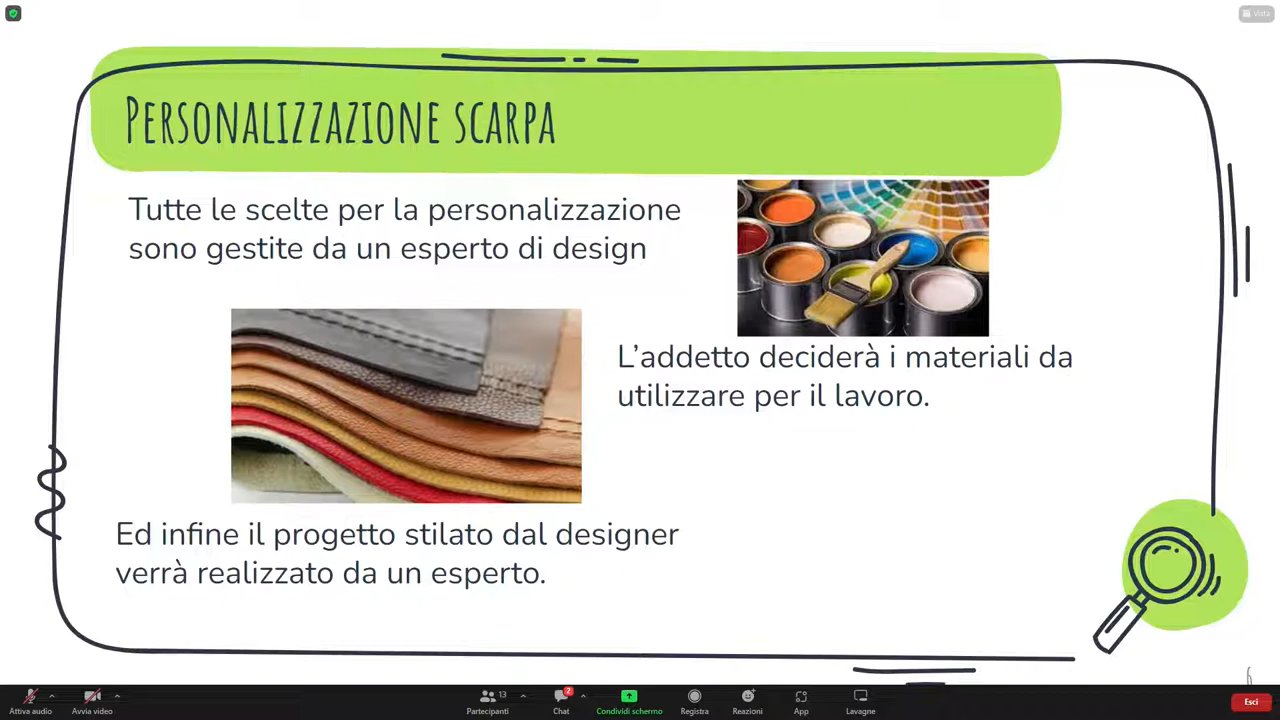 Vista
Personalizzazione scarpa
Tutte le scelte per la personalizzazione
sono gestite da un esperto di design
L’addetto deciderà i materiali da
utilizzare per il lavoro.
Ed infine il progetto stilato dal designer
verrà realizzato da un esperto.
Attiva audio
Avvia video
13
Partecipanti
2
Chat
Condividi schermo
Registra
Reazioni
App
Lavagne
Esci